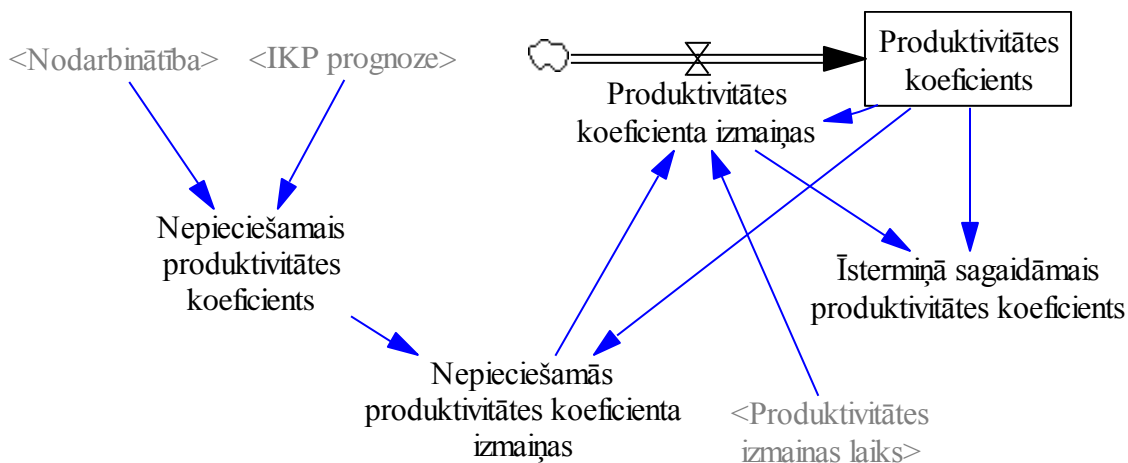 <Nodarbinātība>
<IKP prognoze>
Produktivitātes
koeficients
Produktivitātes
koeficienta izmaiņas
Nepieciešamais
produktivitātes
koeficients
Īstermiņā sagaidāmais
produktivitātes koeficients
Nepieciešamās
produktivitātes koeficienta
izmaiņas
<Produktivitātes
izmainas laiks>